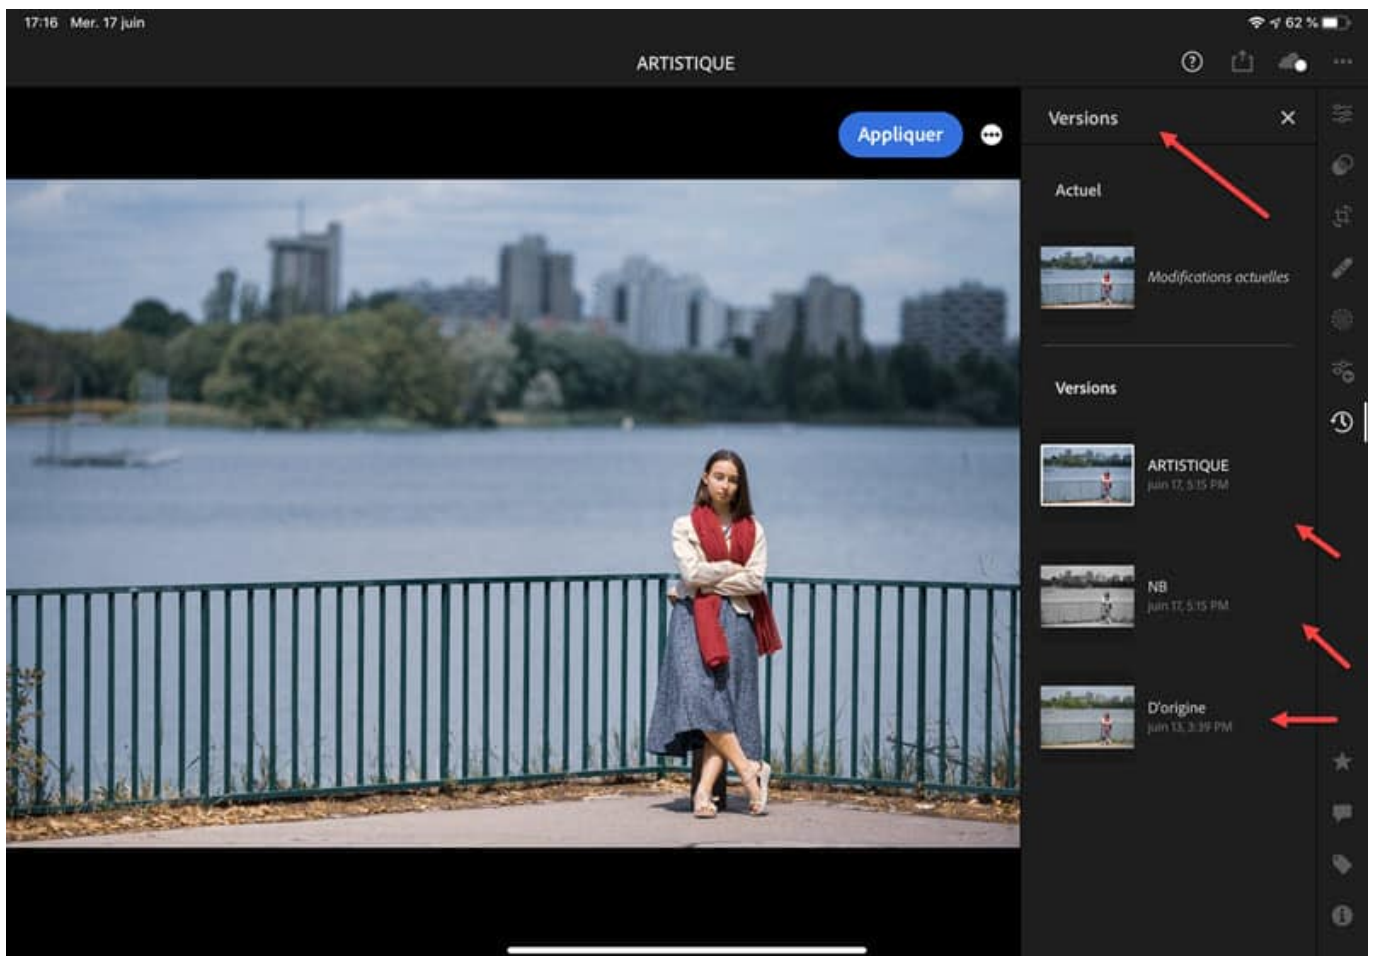 17:16 Mer. 17 juin
62 %
ARTISTIQUE
Appliquer
Versions
Actuel
Modifications actuelles
Versions
ARTISTIQUE
juin 17, 5:15 PM
NB
juin 17, 5:15 PM
D'origine
juin 13, 3:39 PM